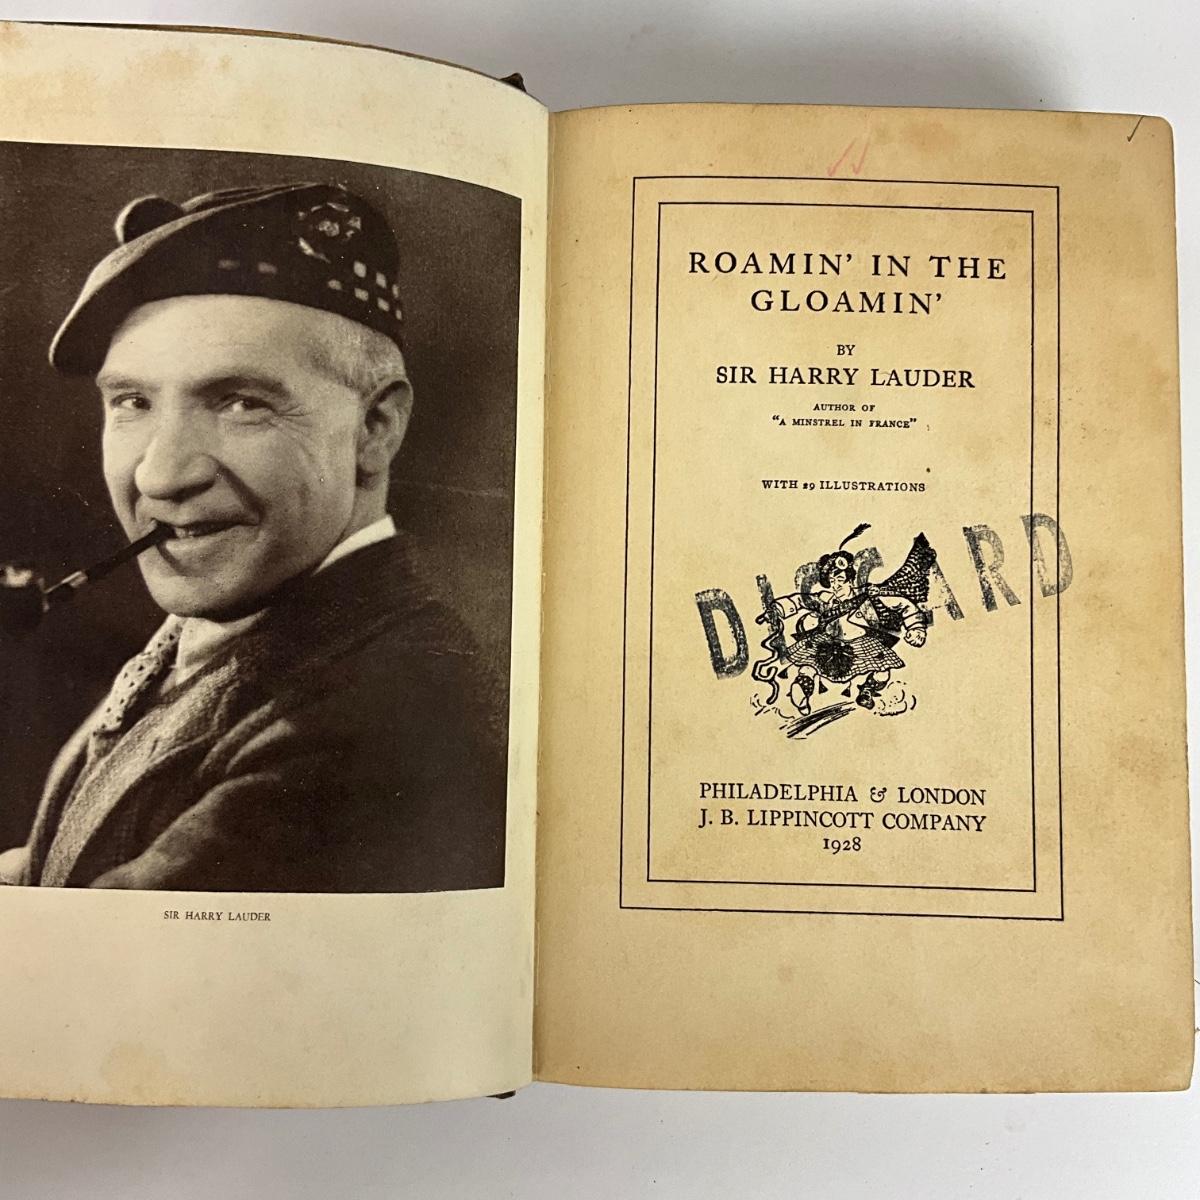 SIR HARRY LAUDER
ROAMIN' IN THE
GLOAMIN'
BY
SIR HARRY LAUDER
AUTHOR OF
"A MINSTREL IN FRANCE"
WITH 29 ILLUSTRATIONS
DISCARD
PHILADELPHIA & LONDON
J. B. LIPPINCOTT COMPANY
1928